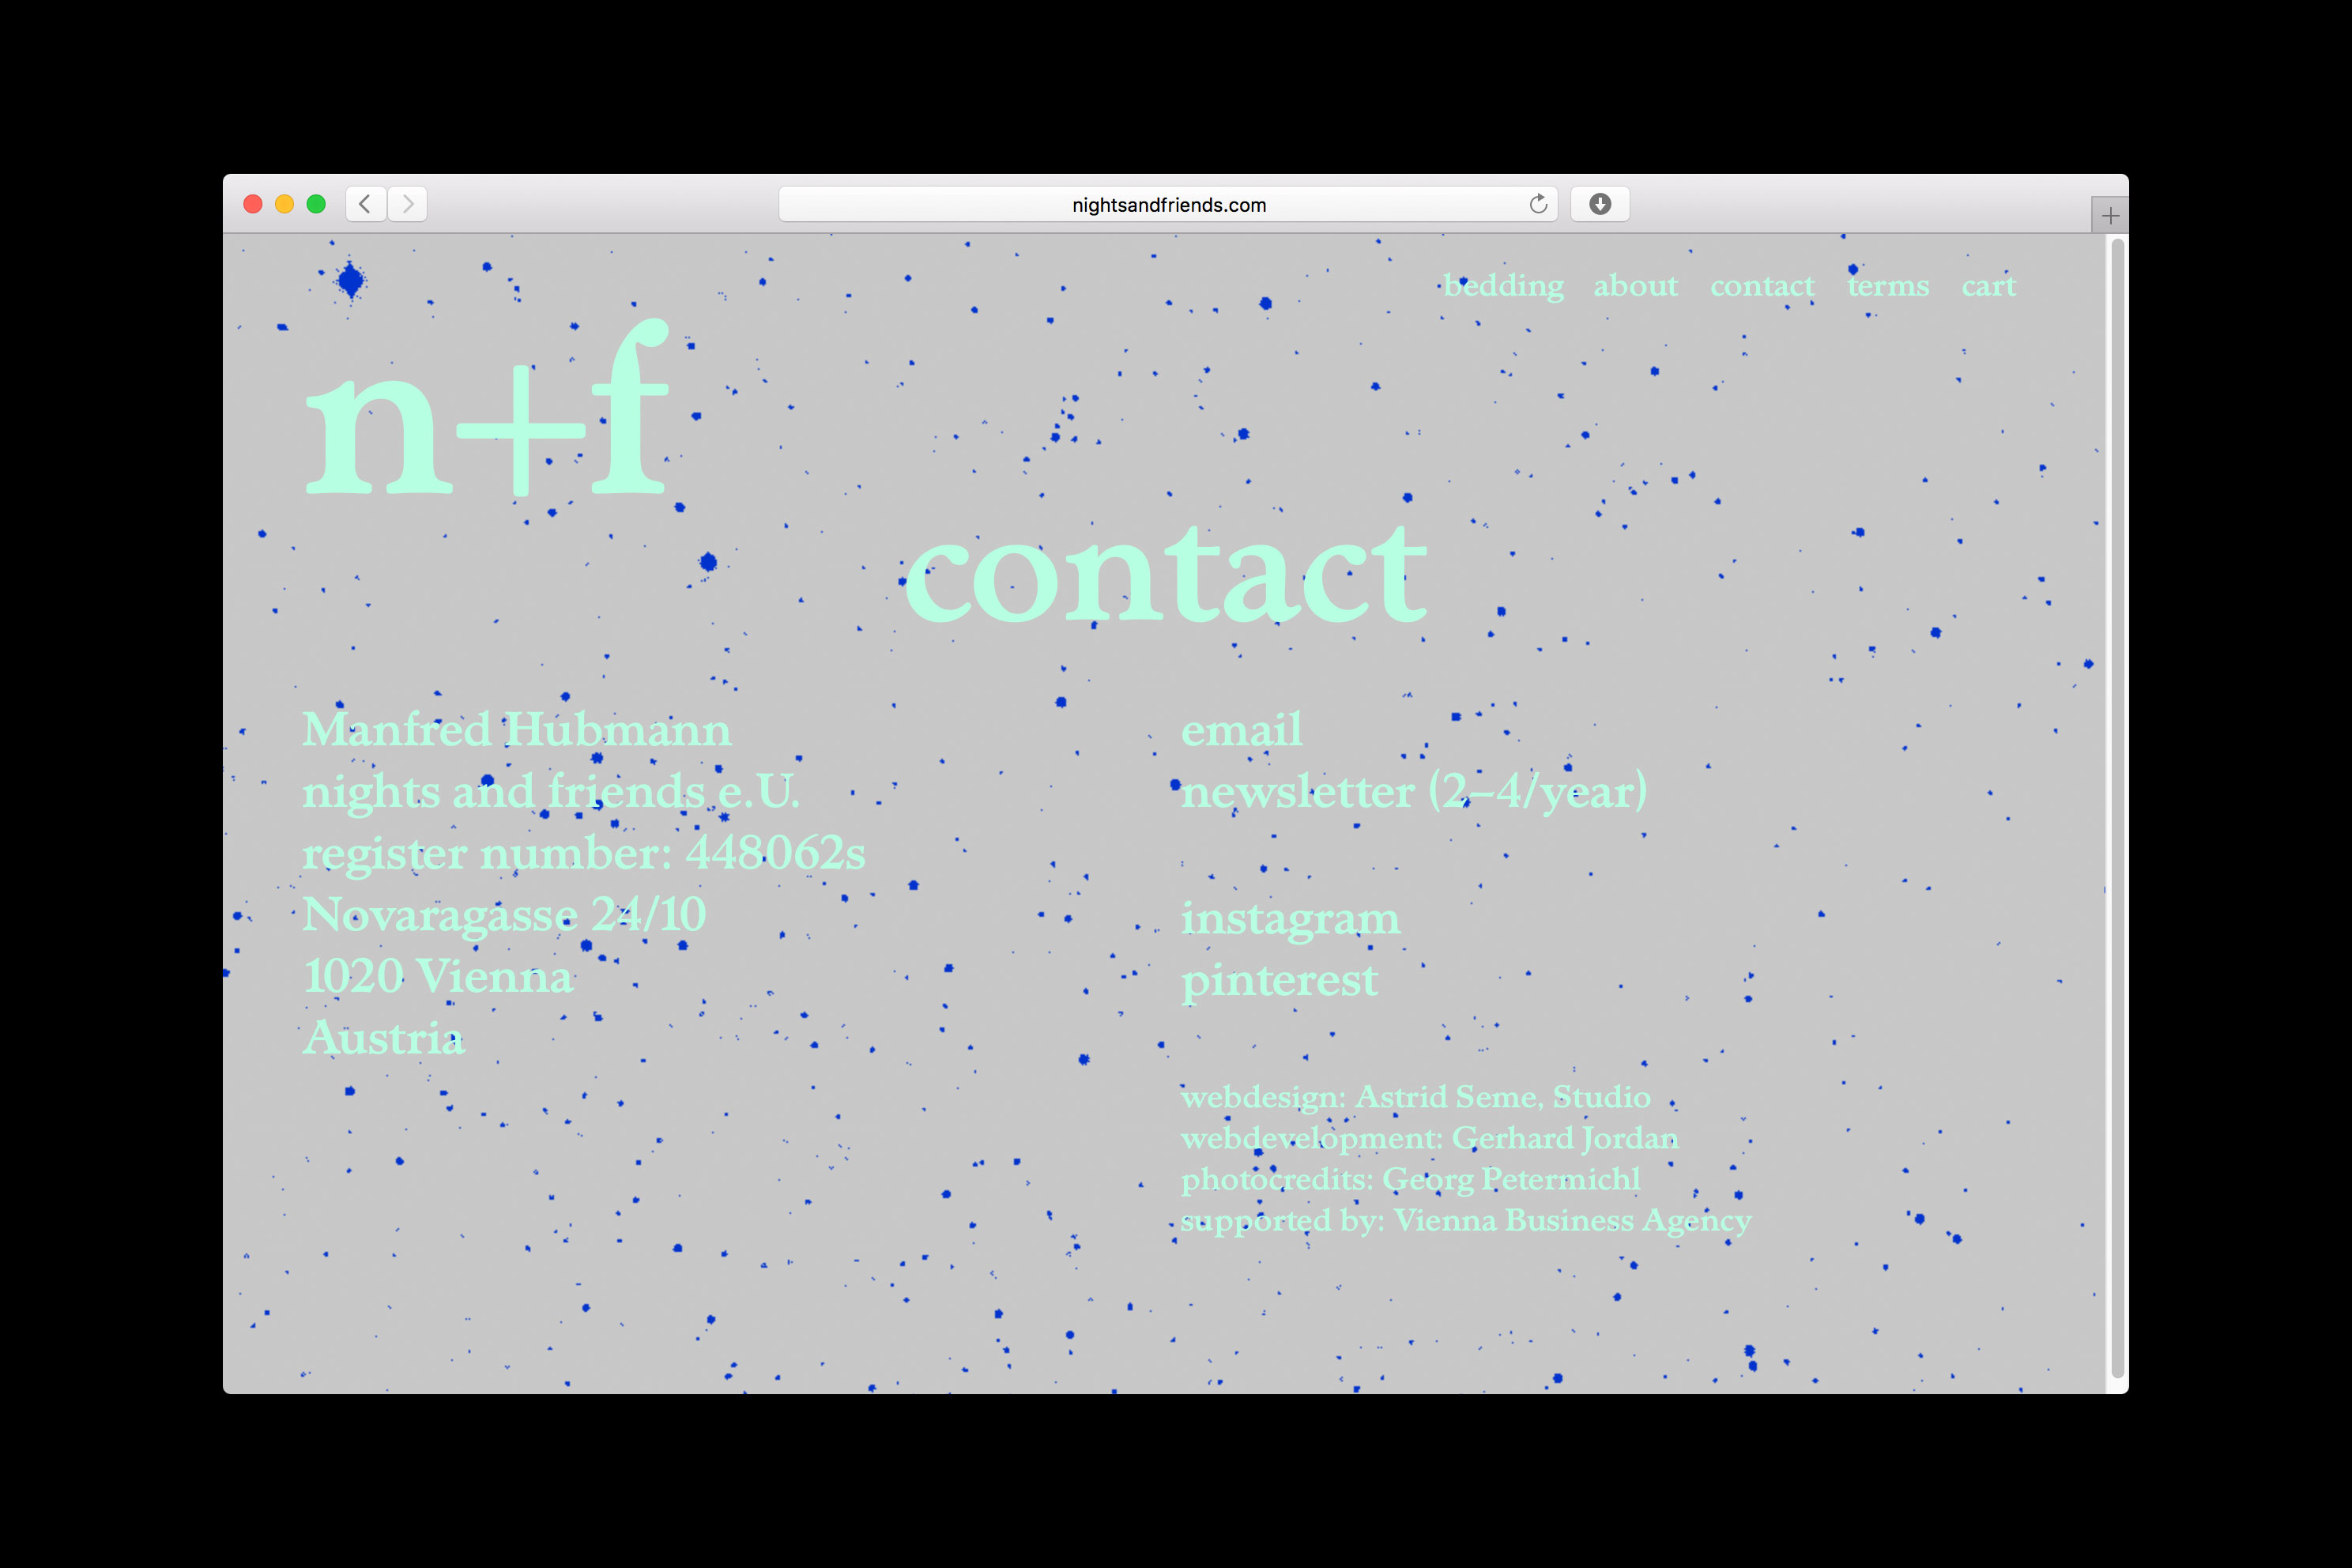 nightsandfriends.com
bedding about contact terms cart
n+f
contact
Manfred Hubmann
nights and friends e.U.
register number: 448062s
Novaragasse 24/10
1020 Vienna
Austria
email
newsletter (2–4/year)
instagram
pinterest
webdesign: Astrid Seme, Studio
webdevelopment: Gerhard Jordan
photocredits: Georg Petermichl
supported by: Vienna Business Agency